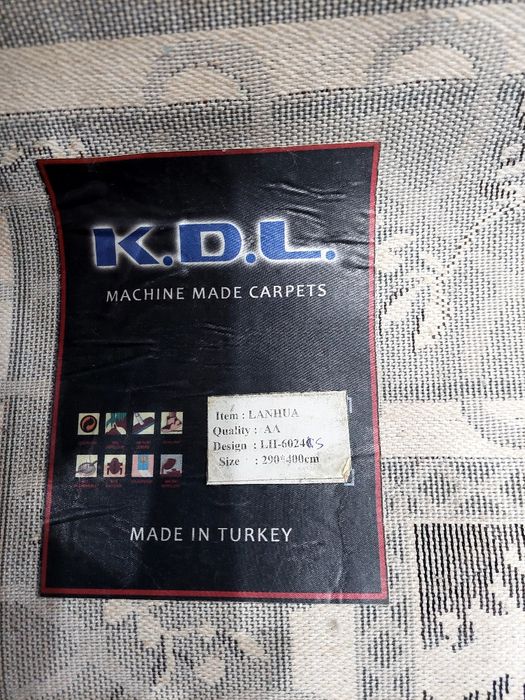 K.D.L.
MACHINE MADE CARPETS
Item : LANHUA
Quality : AA
Design : LH-6024
Size : 290*400cm
MADE IN TURKEY